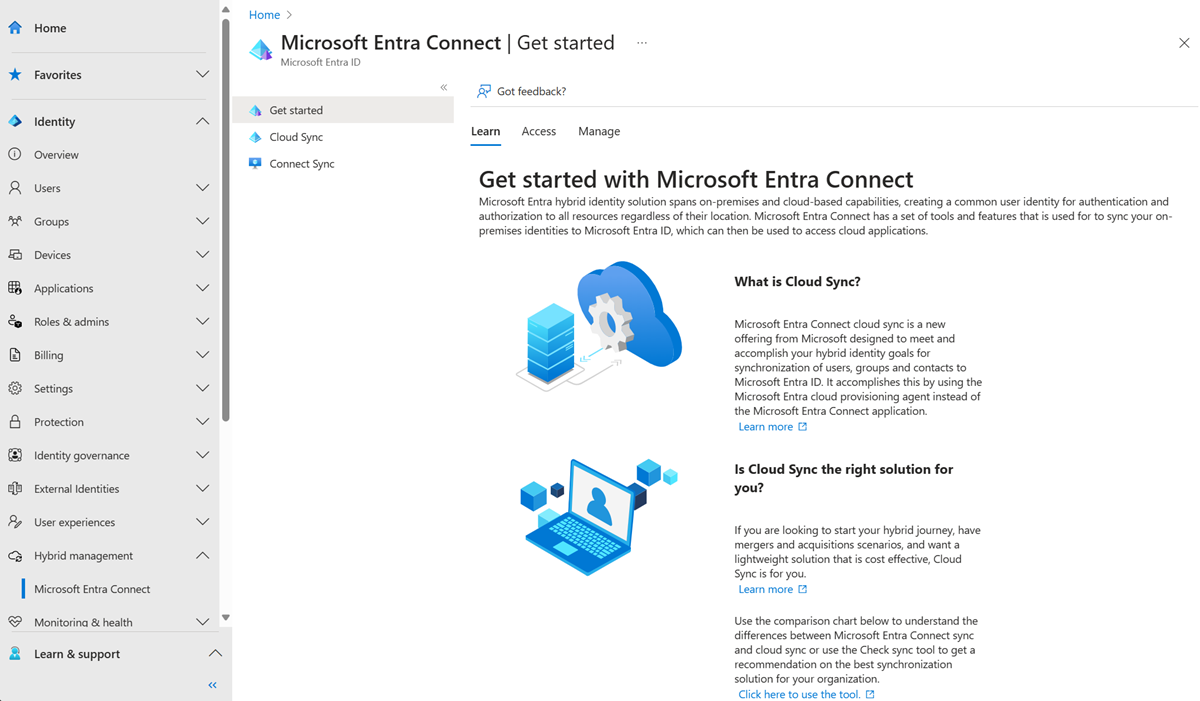 Home
Favorites
Identity
Overview
Users
Groups
Devices
Applications
Roles & admins
Billing
Settings
Protection
Identity governance
External Identities
User experiences
Hybrid management
Microsoft Entra Connect
Monitoring & health
Learn & support
Home
Microsoft Entra Connect | Get started
Microsoft Entra ID
Get started
Cloud Sync
Connect Sync
Got feedback?
Learn Access Manage
Get started with Microsoft Entra Connect
Microsoft Entra hybrid identity solution spans on-premises and cloud-based capabilities, creating a common user identity for authentication and
authorization to all resources regardless of their location. Microsoft Entra Connect has a set of tools and features that is used for to sync your on-
premises identities to Microsoft Entra ID, which can then be used to access cloud applications.
What is Cloud Sync?
Microsoft Entra Connect cloud sync is a new
offering from Microsoft designed to meet and
accomplish your hybrid identity goals for
synchronization of users, groups and contacts to
Microsoft Entra ID. It accomplishes this by using the
Microsoft Entra cloud provisioning agent instead of
the Microsoft Entra Connect application.
Learn more
Is Cloud Sync the right solution for
you?
If you are looking to start your hybrid journey, have
mergers and acquisitions scenarios, and want a
lightweight solution that is cost effective, Cloud
Sync is for you.
Learn more
Use the comparison chart below to understand the
differences between Microsoft Entra Connect sync
and cloud sync or use the Check sync tool to get a
recommendation on the best synchronization
solution for your organization.
Click here to use the tool.